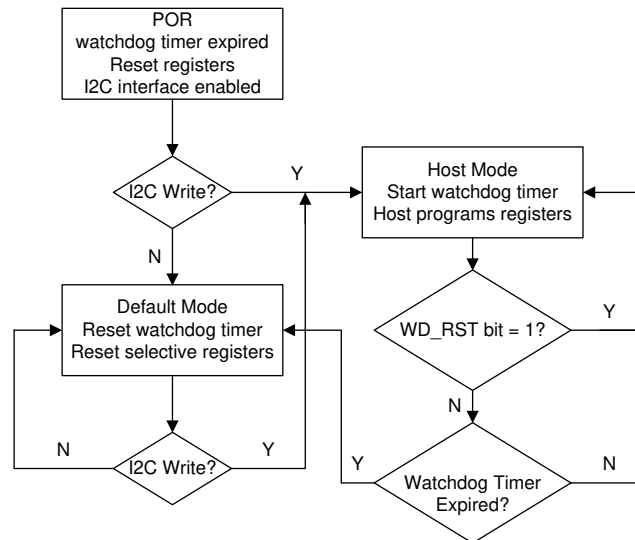 POR
watchdog timer expired
Reset registers
I2C interface enabled
I2C Write?
Y
N
Host Mode
Start watchdog timer
Host programs registers
Default Mode
Reset watchdog timer
Reset selective registers
WD_RST bit = 1?
Y
N
I2C Write?
N
Y
Watchdog Timer
Expired?
Y
N